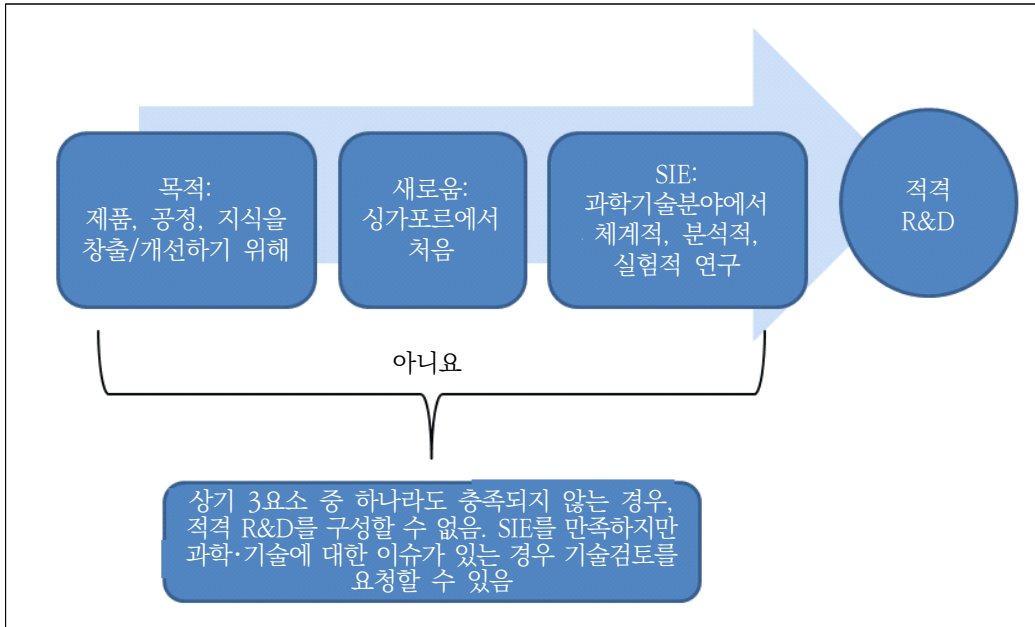 목적:
제품, 공정, 지식을
창출/개선하기 위해
새로움:
싱가포르에서
처음
SIE:
과학기술분야에서
체계적, 분석적,
실험적 연구
적격
R&D
아니요
상기 3요소 중 하나라도 충족되지 않는 경우,
적격 R&D를 구성할 수 없음. SIE를 만족하지만
과학·기술에 대한 이슈가 있는 경우 기술검토를
요청할 수 있음